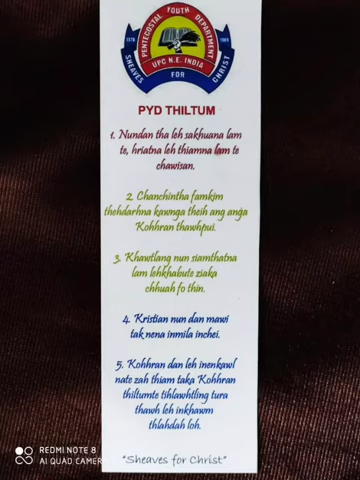 PENTECOSTAL YOUTH DEPARTMENT
UPC N.E. INDIA
SHEAVES FOR CHRIST
PYD THILTUM
1. Nundan tha leh sakhuana lam
te, hriatna leh thiamna lam te
chawisan.
2. Chanchintha famkim
thehdarhna kawnga theih ang anga
Kohhran thawhpui.
3. Khawtlang nun siamthatna
lam lehkhabute ziaka
chhuah fo thin.
4. Kristian nun dan mawi
tak nena inmila inchei.
5. Kohhran dan leh inenkawl
nate zah thiam taka Kohhran
thiltumte tihlawhtling tura
thawh leh inkhawm
thlahdah loh.
"Sheaves for Christ"
REDMI NOTE 8
AI QUAD CAMERA